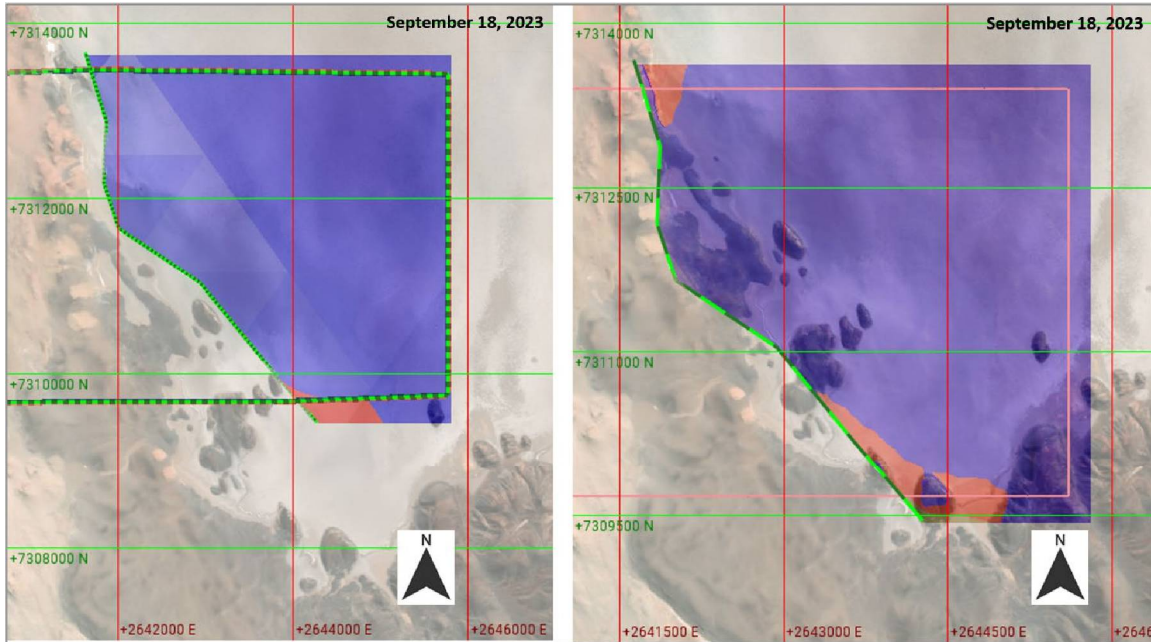 September 18, 2023
+7314000 N
+7312000 N
+7310000 N
+7308000 N
N
+2642000 E
+2644000 E
+2646000 E
September 18, 2023
+7314000 N
+7312500 N
+7311000 N
+7309500 N
N
+2641500 E
+2643000 E
+2644500 E